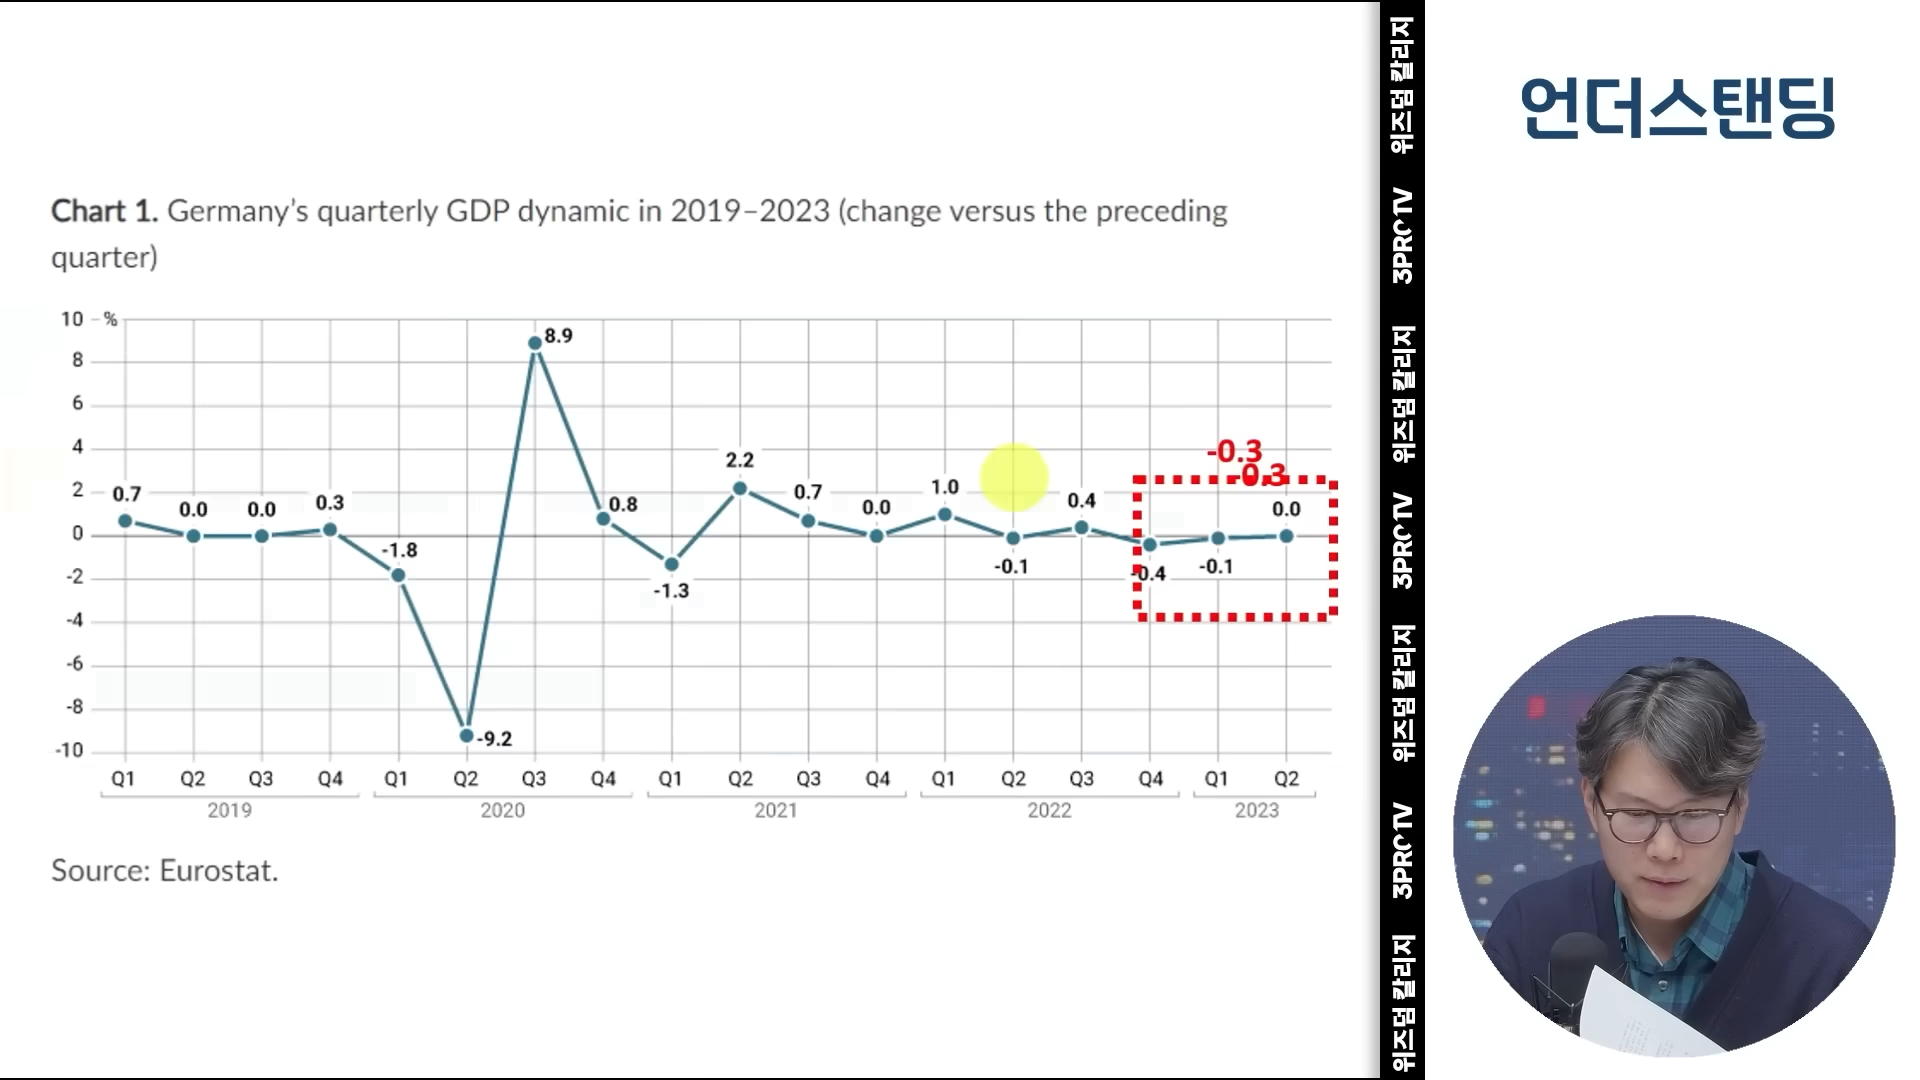 Chart 1. Germany's quarterly GDP dynamic in 2019–2023 (change versus the preceding
quarter)
10 %
8
6
4
2
0
-2
-4
-6
-8
-10
0.7
0.0
0.0
0.3
-1.8
-9.2
8.9
0.8
-1.3
2.2
0.7
0.0
1.0
-0.1
0.4
-0.4
-0.1
0.0
-0.3
-0.3
Q1 Q2 Q3 Q4 Q1 Q2 Q3 Q4 Q1 Q2 Q3 Q4 Q1 Q2 Q3 Q4 Q1 Q2
2019 2020 2021 2022 2023
Source: Eurostat.
위즈덤 칼리지
3PROTV
위즈덤 칼리지
3PROTV
위즈덤 칼리지
3PROTV
위즈덤 칼리지
언더스탠딩